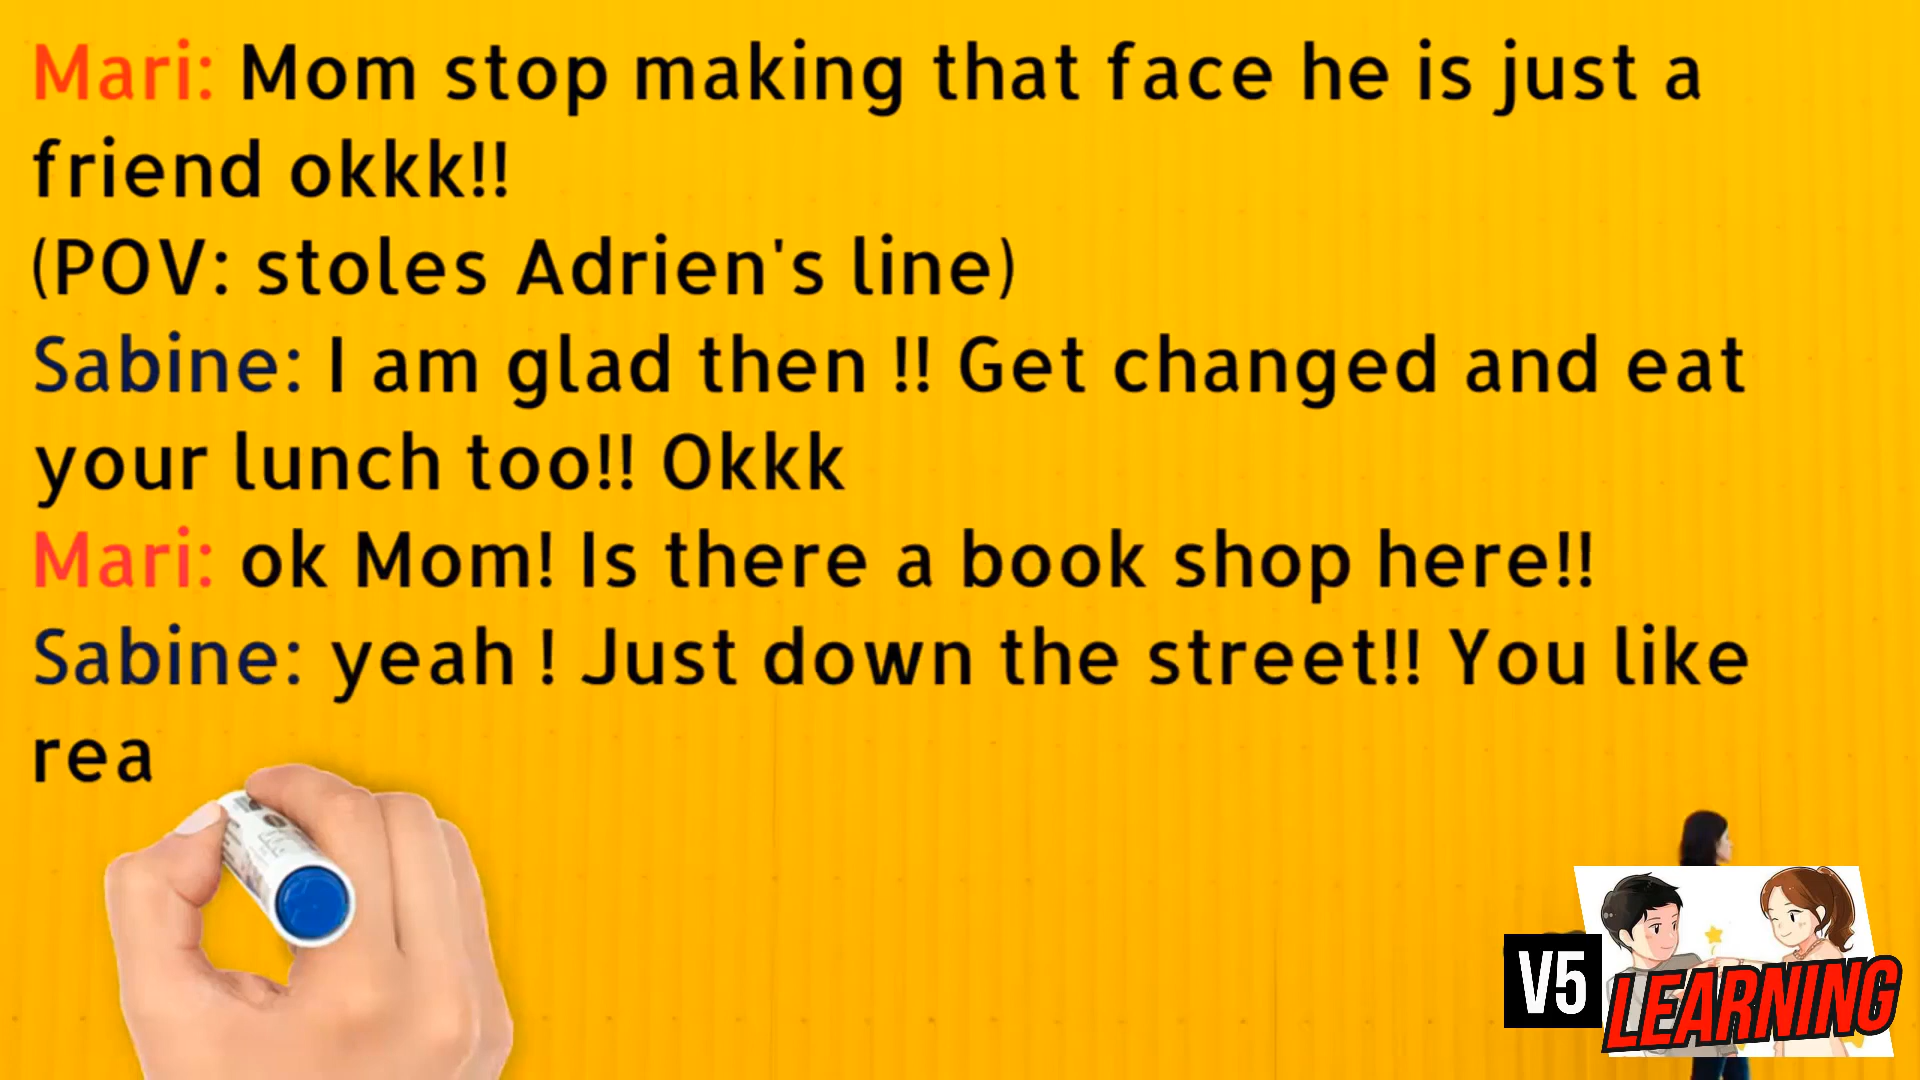 Mari: Mom stop making that face he is just a
friend okkk!!
(POV: stoles Adrien's line)
Sabine: I am glad then !! Get changed and eat
your lunch too!! Okkk
Mari: ok Mom! Is there a book shop here!!
Sabine: yeah ! Just down the street!! You like
rea
V5
LEARNING